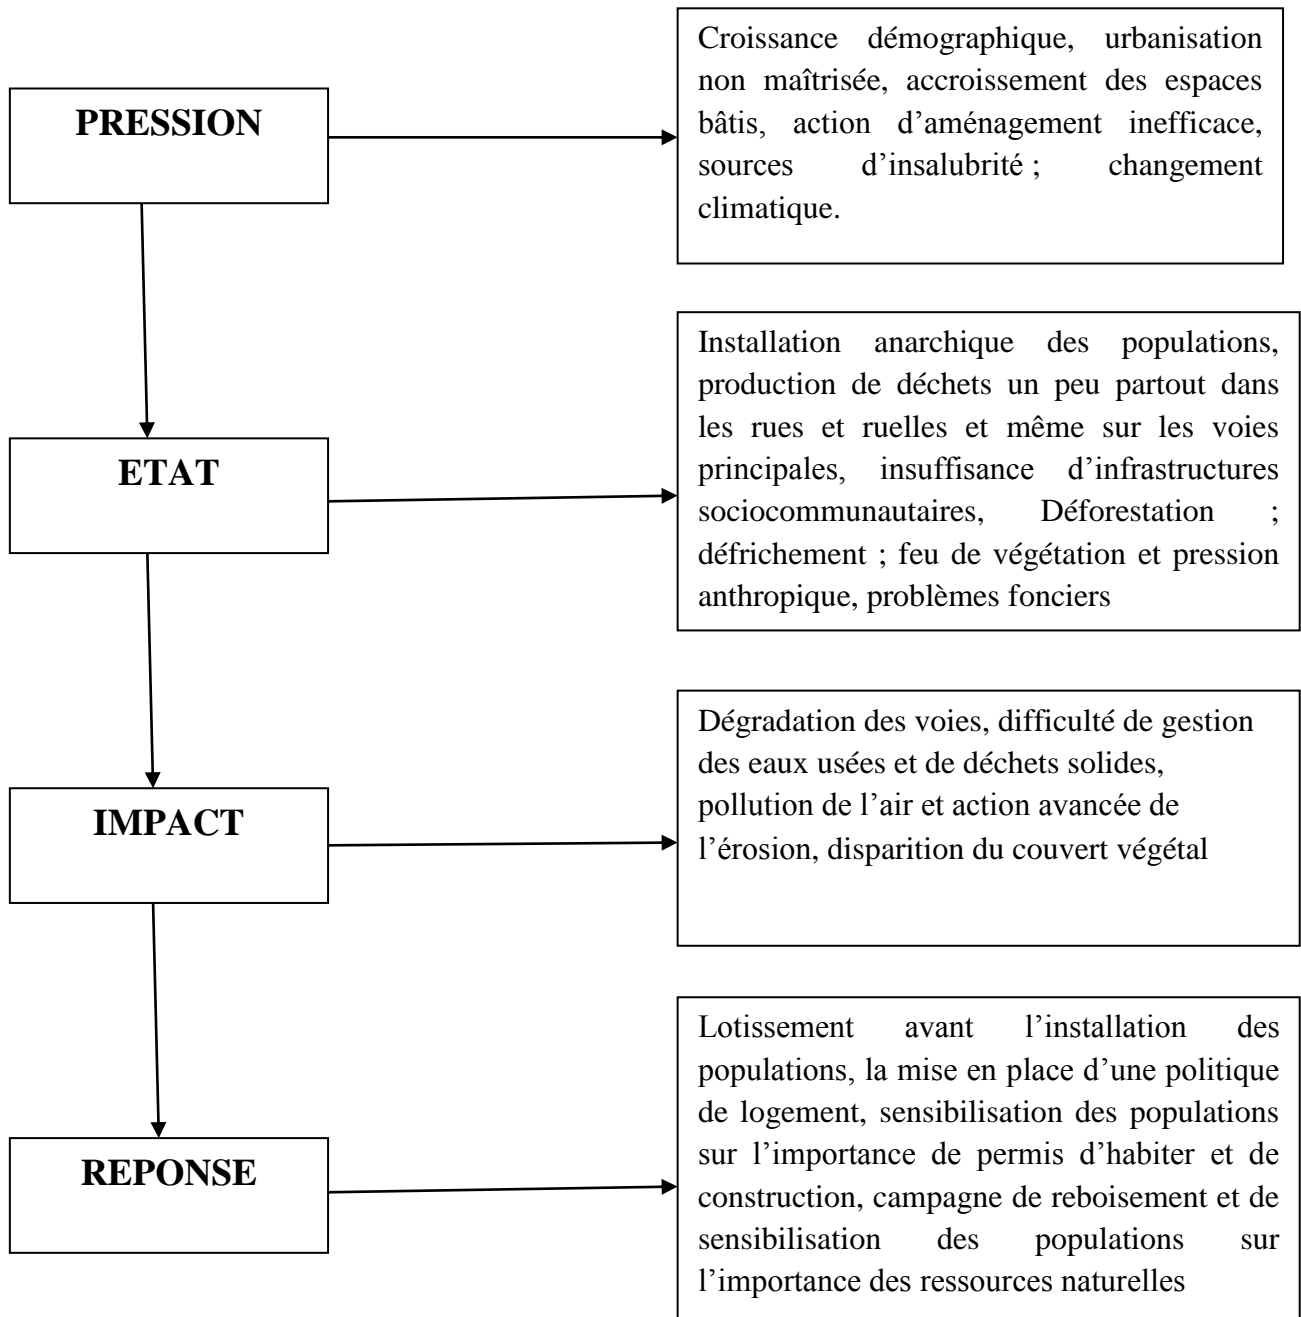 PRESSION
Croissance démographique, urbanisation
non maîtrisée, accroissement des espaces
bâtis, action d’aménagement inefficace,
sources d’insalubrité ; changement
climatique.
ETAT
Installation anarchique des populations,
production de déchets un peu partout dans
les rues et ruelles et même sur les voies
principales, insuffisance d’infrastructures
sociocommunautaires, Déforestation ;
défrichement ; feu de végétation et pression
anthropique, problèmes fonciers
IMPACT
Dégradation des voies, difficulté de gestion
des eaux usées et de déchets solides,
pollution de l’air et action avancée de
l’érosion, disparition du couvert végétal
REPONSE
Lotissement avant l’installation des
populations, la mise en place d’une politique
de logement, sensibilisation des populations
sur l’importance de permis d’habiter et de
construction, campagne de reboisement et de
sensibilisation des populations sur
l’importance des ressources naturelles